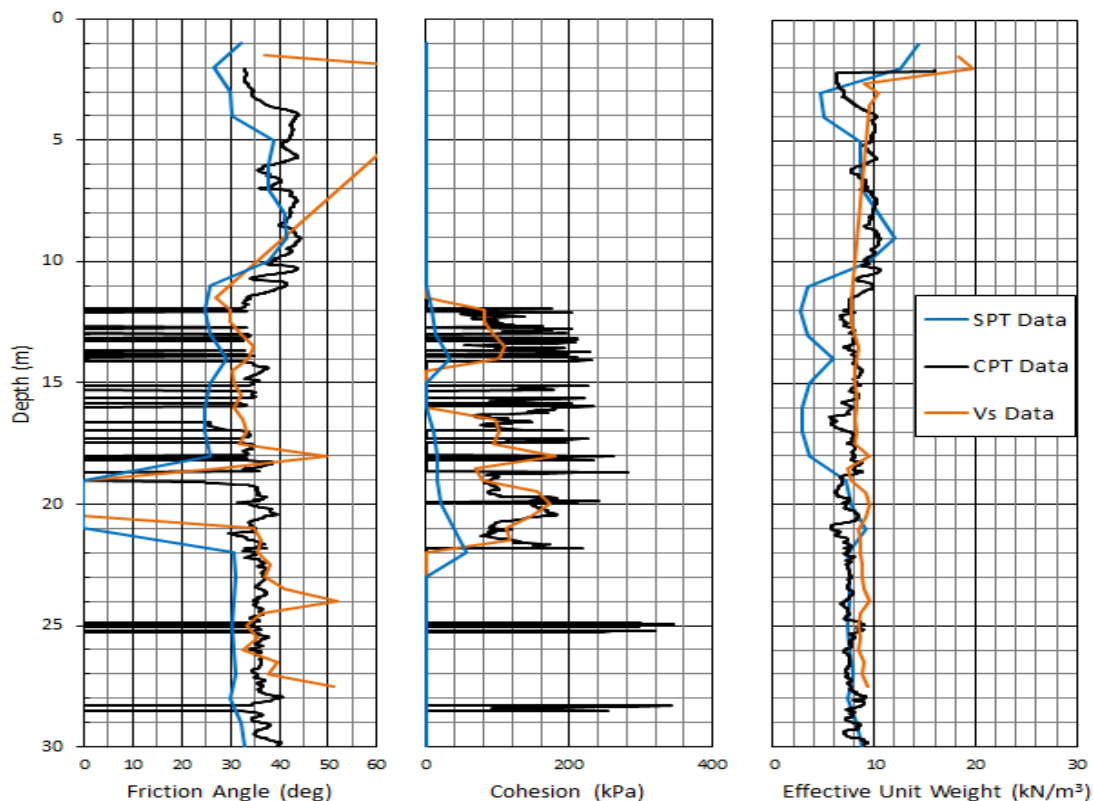 0
5
10
15
20
25
30
Depth (m)
0 10 20 30 40 50 60
Friction Angle (deg)
0 200 400
Cohesion (kPa)
0 10 20 30
Effective Unit Weight (kN/m³)
SPT Data
CPT Data
Vs Data